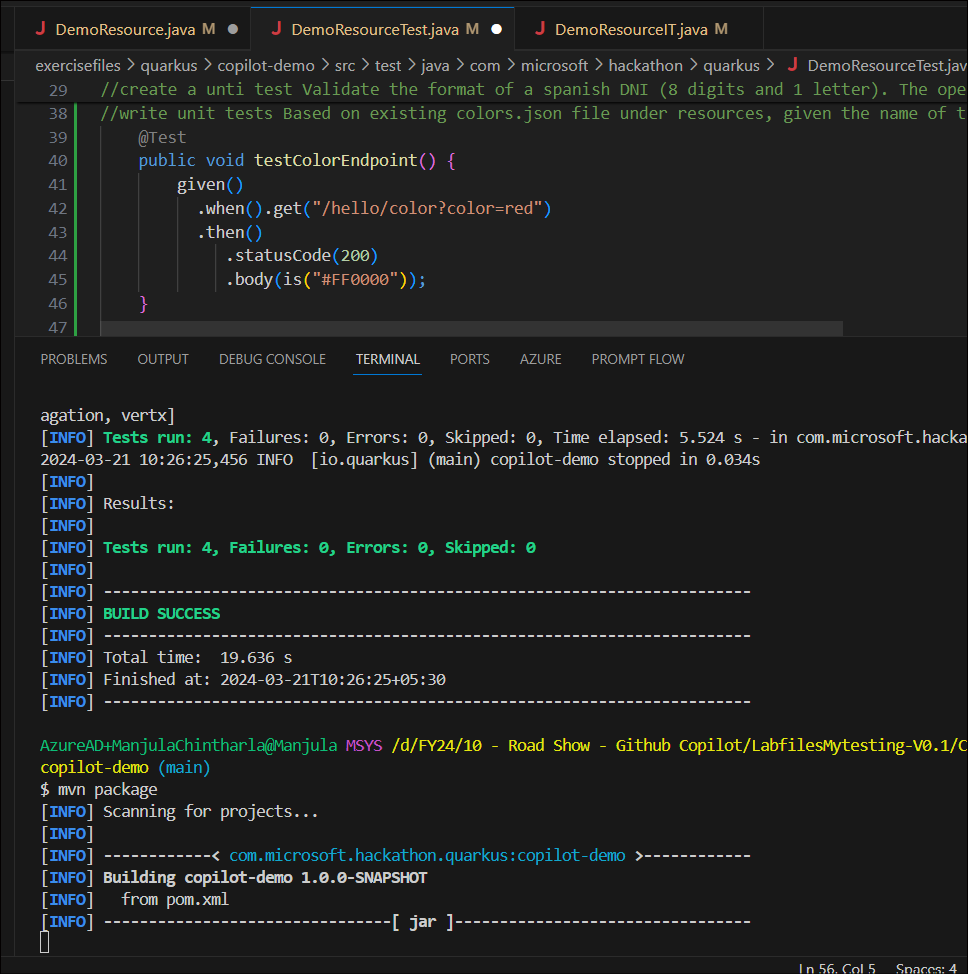 DemoResource.java M
DemoResourceTest.java M
DemoResourceIT.java M
exercisefiles > quarkus > copilot-demo > src > test > java > com > microsoft > hackathon > quarkus > DemoResourceTest.jav
29 //create a unti test Validate the format of a spanish DNI (8 digits and 1 letter). The ope
38 //write unit tests Based on existing colors.json file under resources, given the name of t
39 @Test
40 public void testColorEndpoint() {
41 given()
42 .when().get("/hello/color?color=red")
43 .then()
44 .statusCode(200)
45 .body(is("#FF0000"));
46 }
47
PROBLEMS OUTPUT DEBUG CONSOLE TERMINAL PORTS AZURE PROMPT FLOW
agation, vertx]
[INFO] Tests run: 4, Failures: 0, Errors: 0, Skipped: 0, Time elapsed: 5.524 s - in com.microsoft.hacka
2024-03-21 10:26:25,456 INFO  [io.quarkus] (main) copilot-demo stopped in 0.034s
[INFO]
[INFO] Results:
[INFO]
[INFO] Tests run: 4, Failures: 0, Errors: 0, Skipped: 0
[INFO]
[INFO] ------------------------------------------------------------------------
[INFO] BUILD SUCCESS
[INFO] ------------------------------------------------------------------------
[INFO] Total time:  19.636 s
[INFO] Finished at: 2024-03-21T10:26:25+05:30
[INFO] ------------------------------------------------------------------------
AzureAD+ManjulaChintharla@Manjula MSYS /d/FY24/10 - Road Show - Github Copilot/LabfilesMytesting-V0.1/C
copilot-demo (main)
$ mvn package
[INFO] Scanning for projects...
[INFO]
[INFO] ------------< com.microsoft.hackathon.quarkus:copilot-demo >------------
[INFO] Building copilot-demo 1.0.0-SNAPSHOT
[INFO]   from pom.xml
[INFO] --------------------------------[ jar ]---------------------------------
Ln 56, Col 5 Spaces: 4